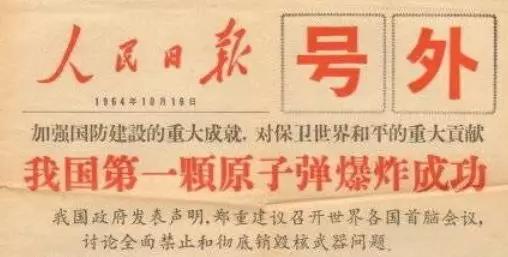 人民日报
号外
1964年10月16日
加强国防建設的重大成就，对保卫世界和平的重大貢献
我国第一顆原子弹爆炸成功
我国政府发表声明，郑重建议召开世界各国首脑会议，
讨论全面禁止和彻底销毁核武器问题。